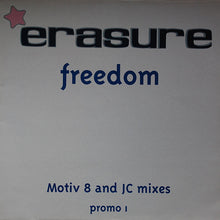 erasure
freedom
Motiv 8 and JC mixes
promo 1